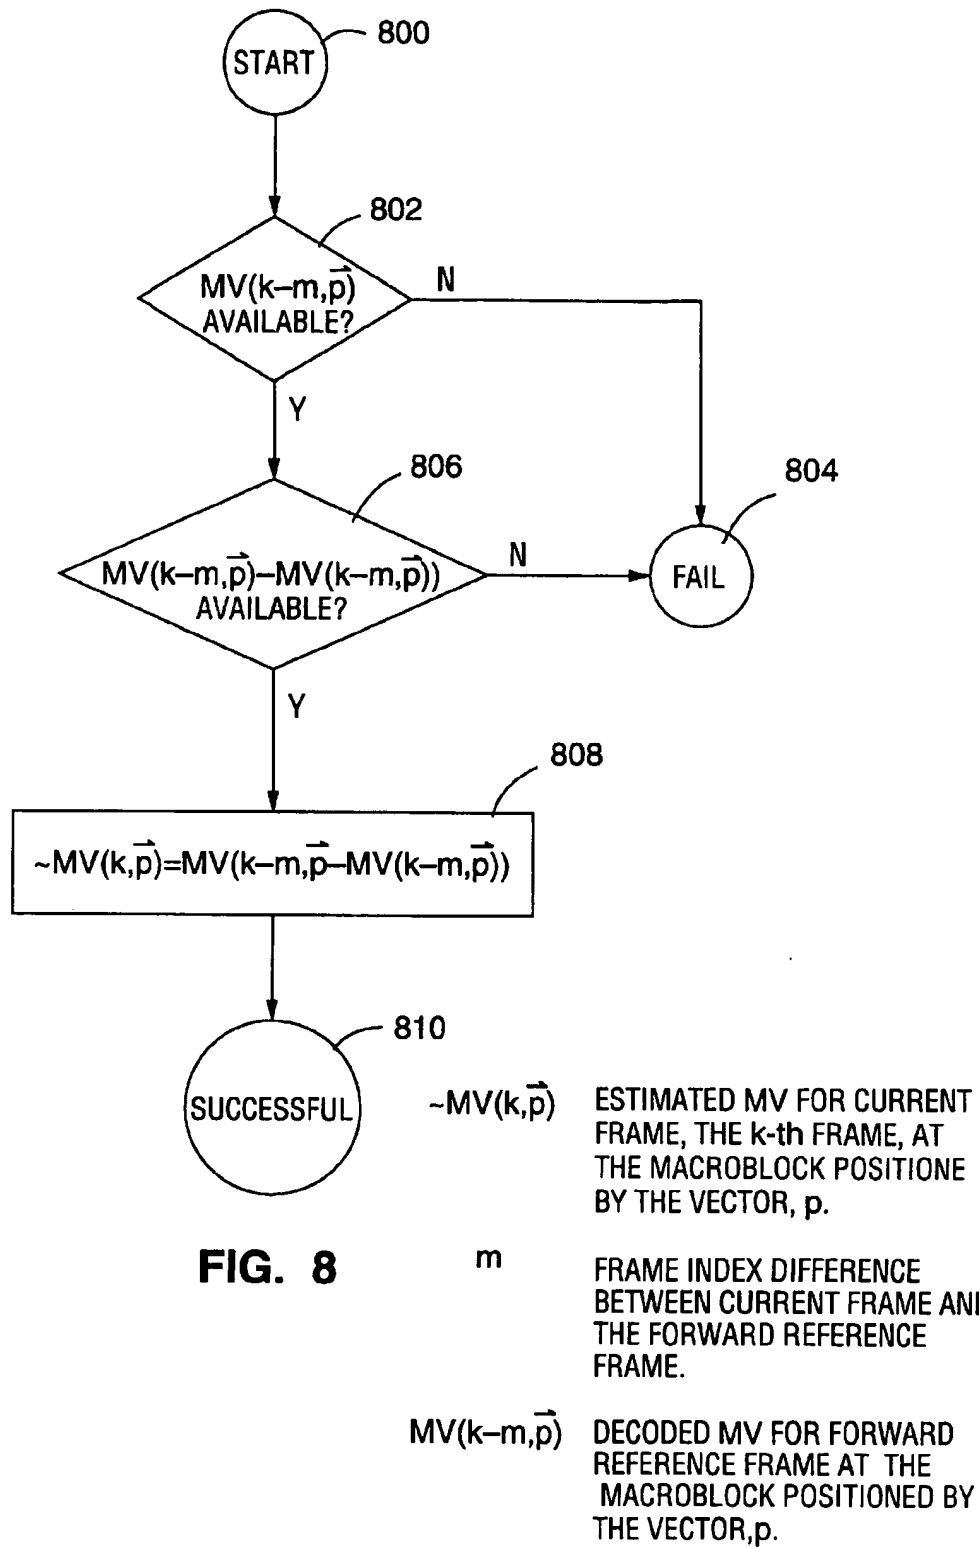 800
START
802
MV(k–m,p⃗)
AVAILABLE?
N
Y
806
804
MV(k–m,p⃗)–MV(k–m,p⃗))
AVAILABLE?
N
FAIL
Y
808
~MV(k,p⃗)=MV(k–m,p⃗–MV(k–m,p⃗))
810
SUCCESSFUL
~MV(k,p⃗) ESTIMATED MV FOR CURRENT
FRAME, THE k-th FRAME, AT
THE MACROBLOCK POSITIONE
BY THE VECTOR, p.
FIG. 8
m FRAME INDEX DIFFERENCE
BETWEEN CURRENT FRAME AN
THE FORWARD REFERENCE
FRAME.
MV(k–m,p⃗) DECODED MV FOR FORWARD
REFERENCE FRAME AT THE
MACROBLOCK POSITIONED BY
THE VECTOR,p.